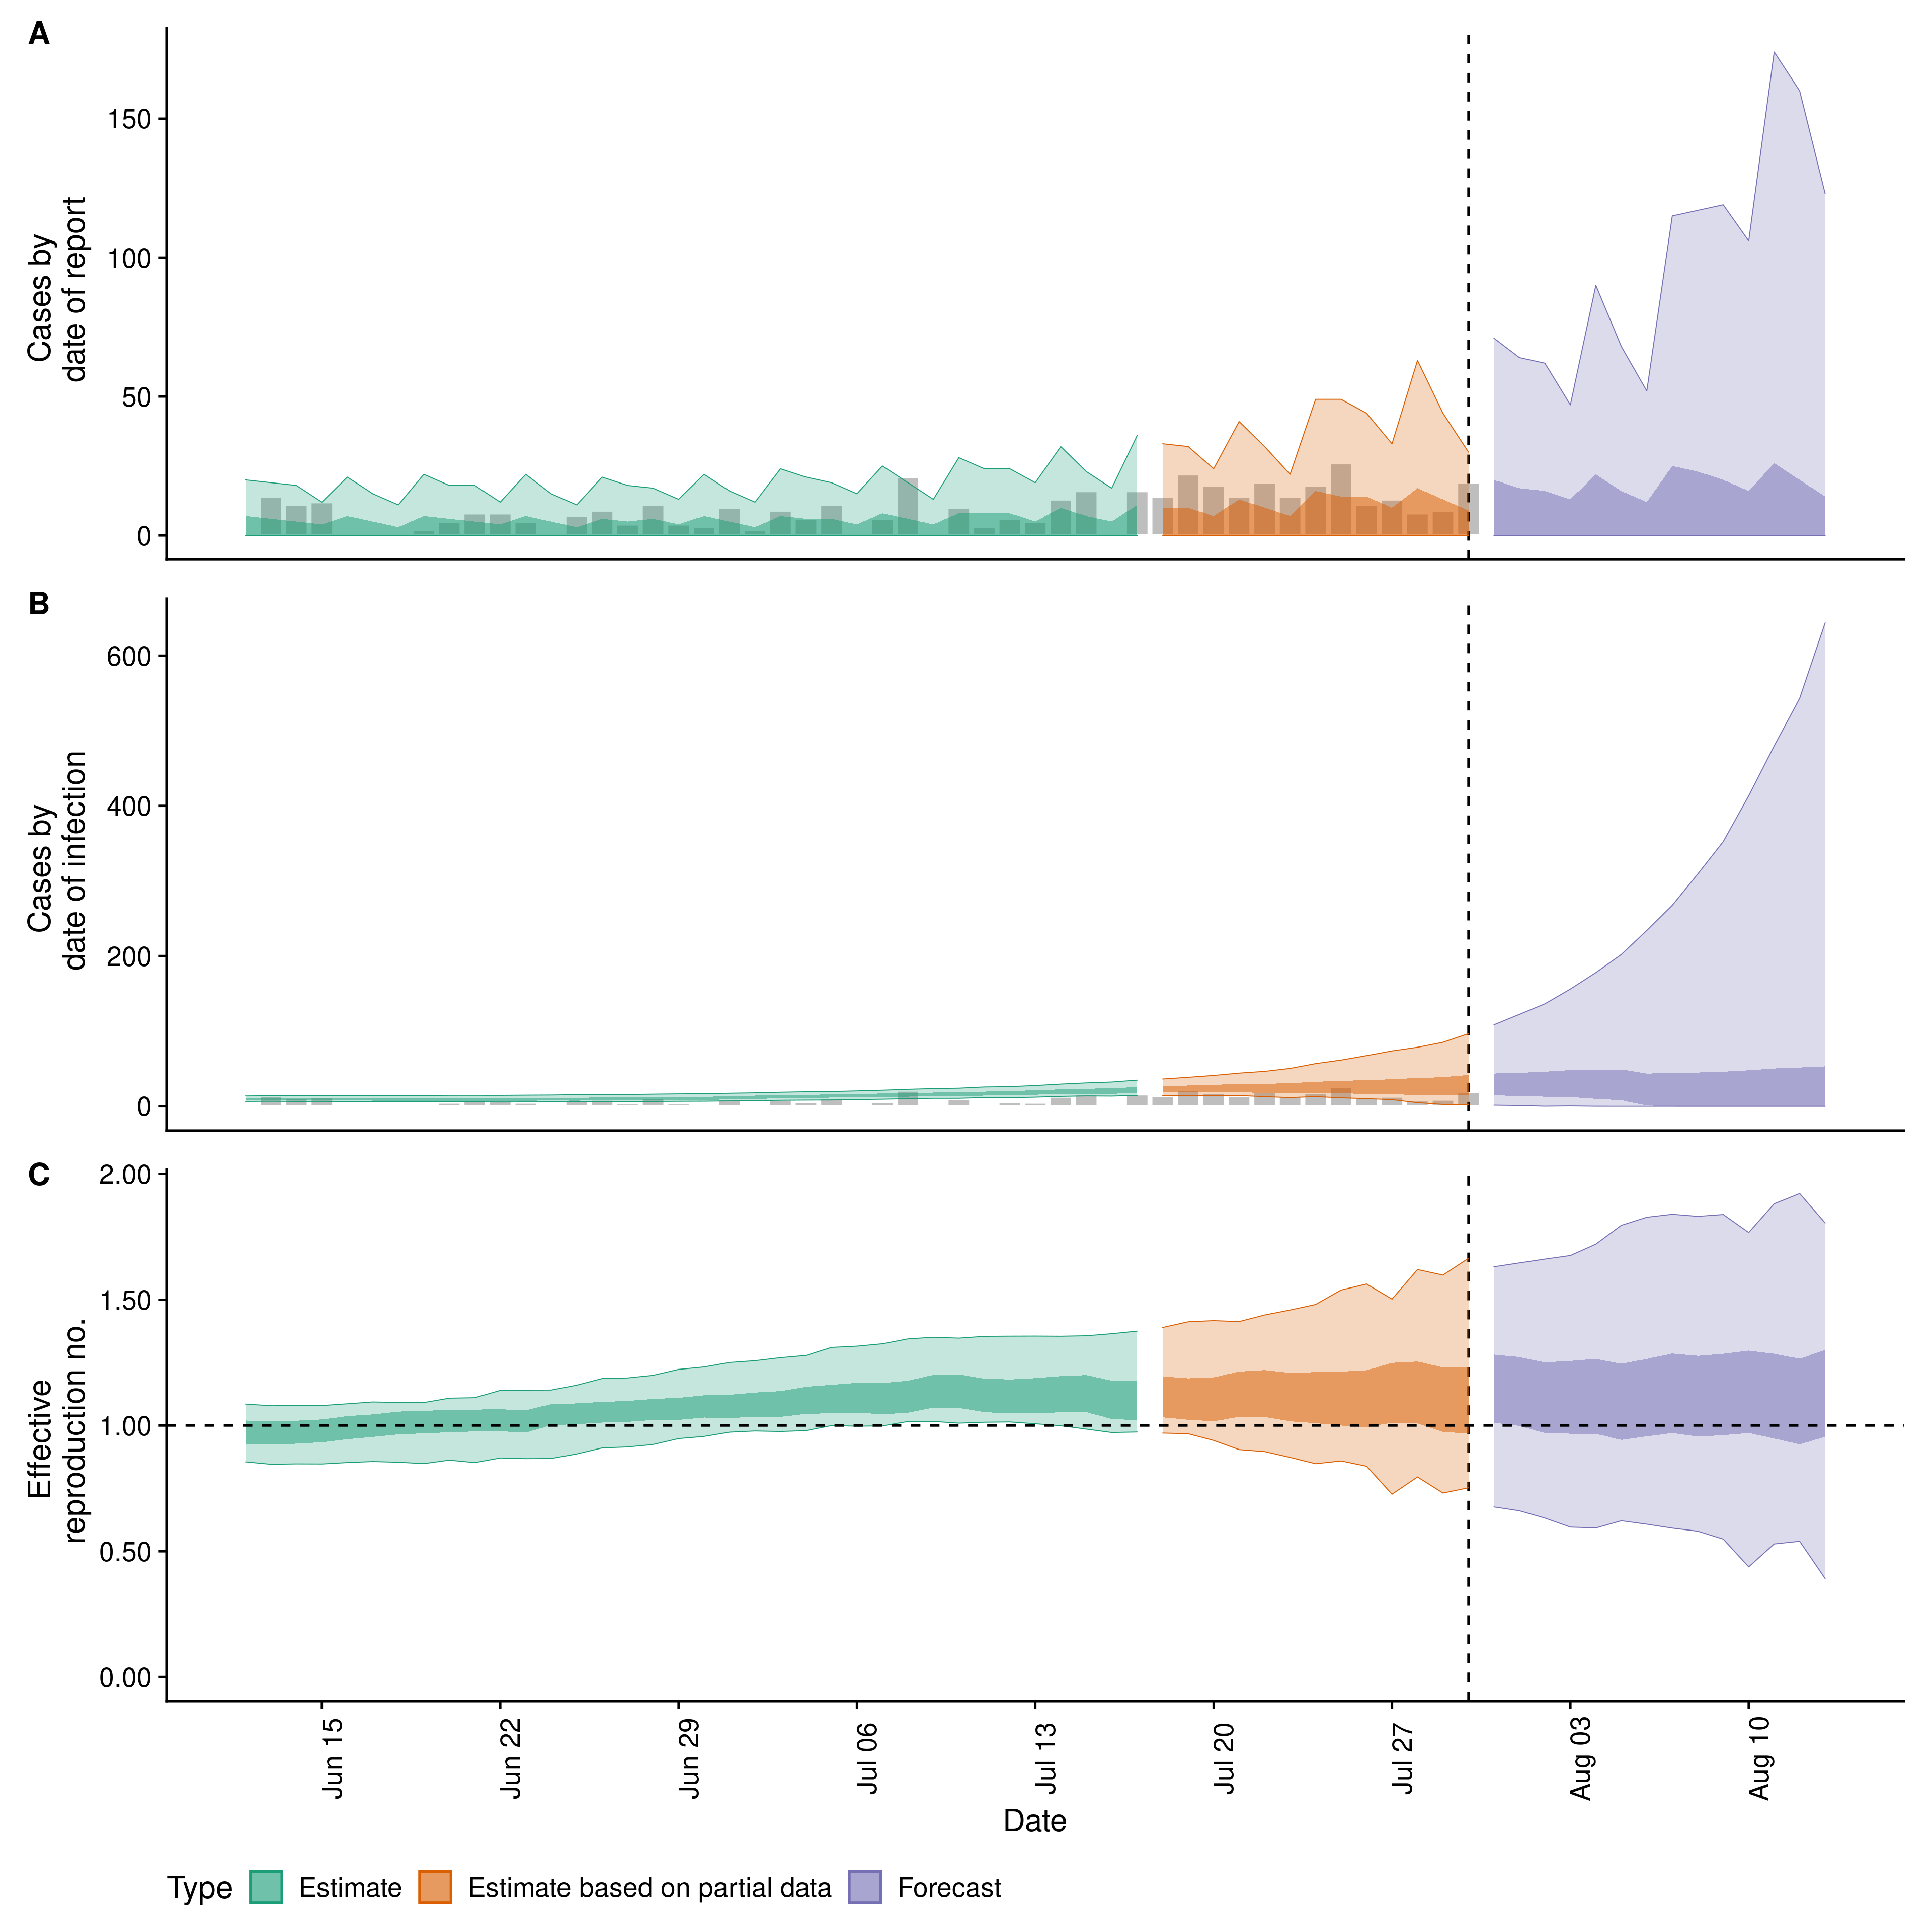 A
Cases by
date of report
150
100
50
0
B
Cases by
date of infection
600
400
200
0
C
Effective
reproduction no.
2.00
1.50
1.00
0.50
0.00
Jun 15
Jun 22
Jun 29
Jul 06
Jul 13
Jul 20
Jul 27
Aug 03
Aug 10
Date
Type Estimate Estimate based on partial data Forecast